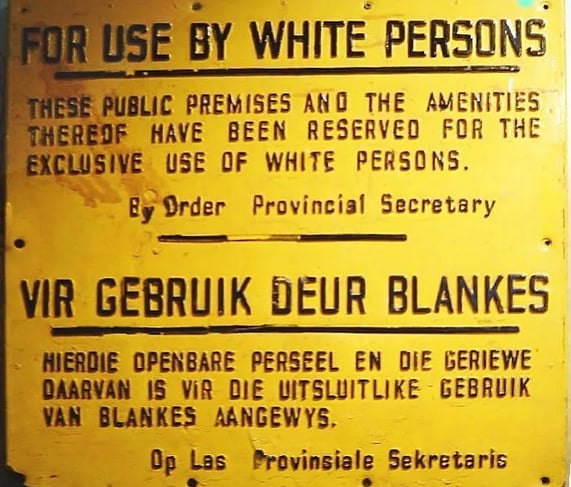 FOR USE BY WHITE PERSONS
THESE PUBLIC PREMISES AND THE AMENITIES
THEREOF HAVE BEEN RESERVED FOR THE
EXCLUSIVE USE OF WHITE PERSONS.
By Order Provincial Secretary
VIR GEBRUIK DEUR BLANKES
HIERDIE OPENBARE PERSEEL EN DIE GERIEWE
DAARVAN IS VIR DIE UITSLUITLIKE GEBRUIK
VAN BLANKES AANGEWYS.
Op Las Provinsiale Sekretaris